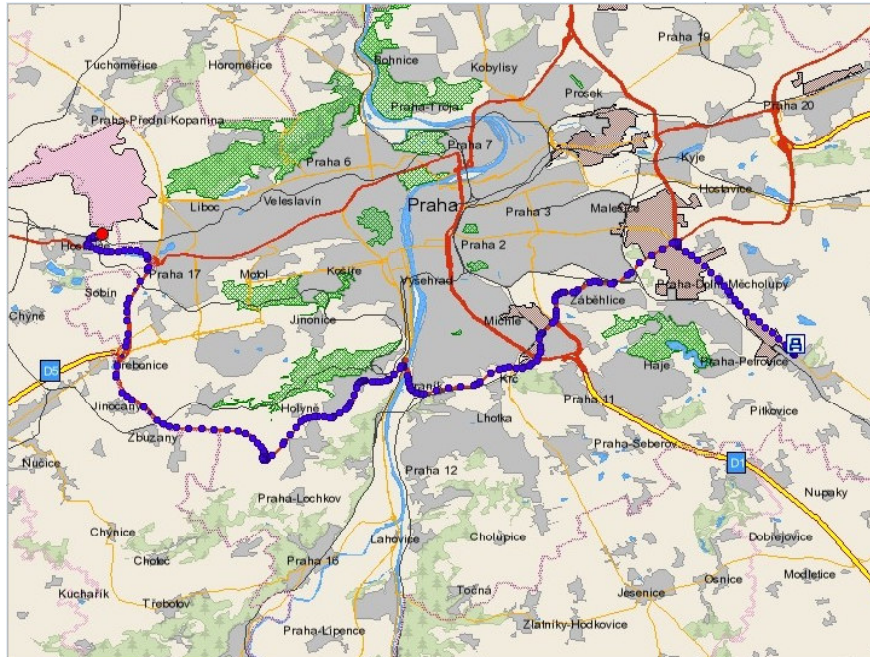 Bohnice
Praha 19
Kobylisy
Tuchoměřice
Horoměřice
Prosek
Praha-Troja
Praha 20
Praha-Přední Kopanina
Praha 7
Praha 6
Kyje
Hostavice
Veleslavín
Liboc
Praha
Praha 3
Malešice
Praha 2
Praha 17
Motol
Košíře
Vyšehrad
Sobín
Záběhlice
Praha-Dolní Měcholupy
Chýně
Jinonice
Michle
D5
Háje
Praha-Petrovice
Krč
Praha 11
Jinočany
Holyně
Lhotka
Pitkovice
Zbuzany
Praha-Šeberov
Nučice
Praha 12
D1
Nupaky
Praha-Lochkov
Chýnice
Lahovice
Cholupice
Dobřejovice
Choteč
Praha 16
Modletice
Osnice
Kuchařík
Třebotov
Točná
Jesenice
Praha-Lipence
Zlatníky-Hodkovice